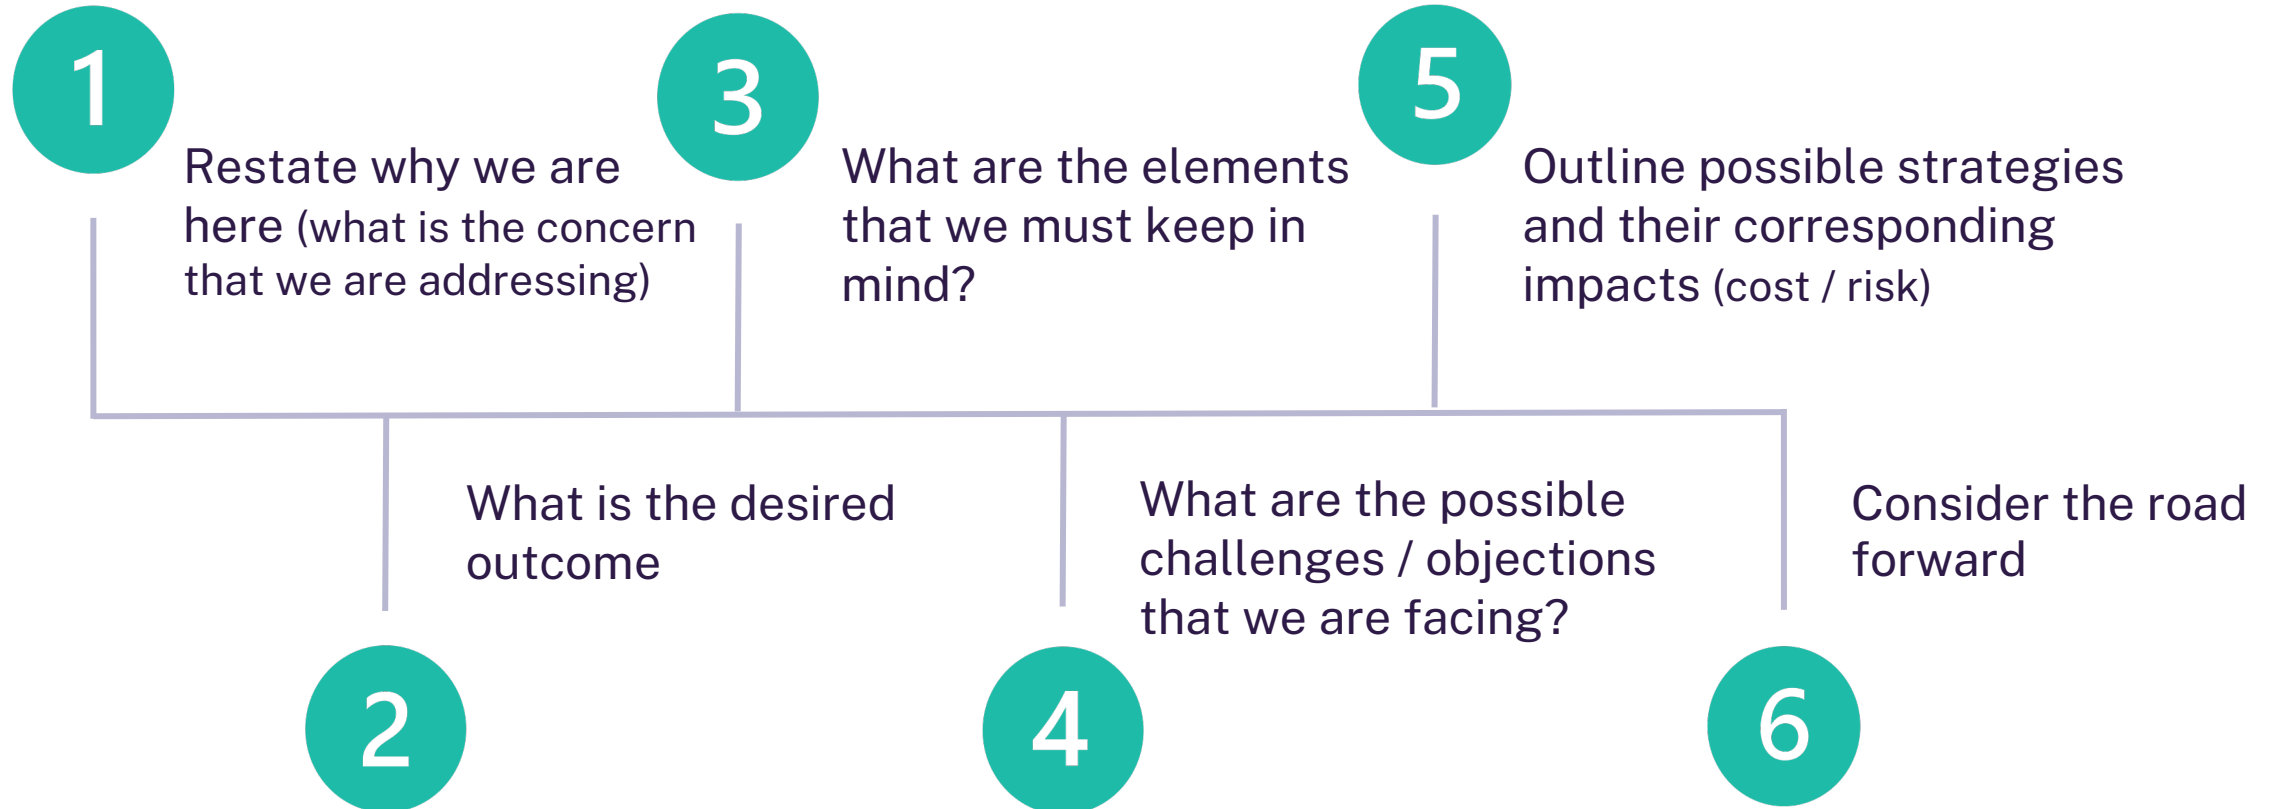 1
Restate why we are
here (what is the concern
that we are addressing)
2
What is the desired
outcome
3
What are the elements
that we must keep in
mind?
4
What are the possible
challenges / objections
that we are facing?
5
Outline possible strategies
and their corresponding
impacts (cost / risk)
6
Consider the road
forward